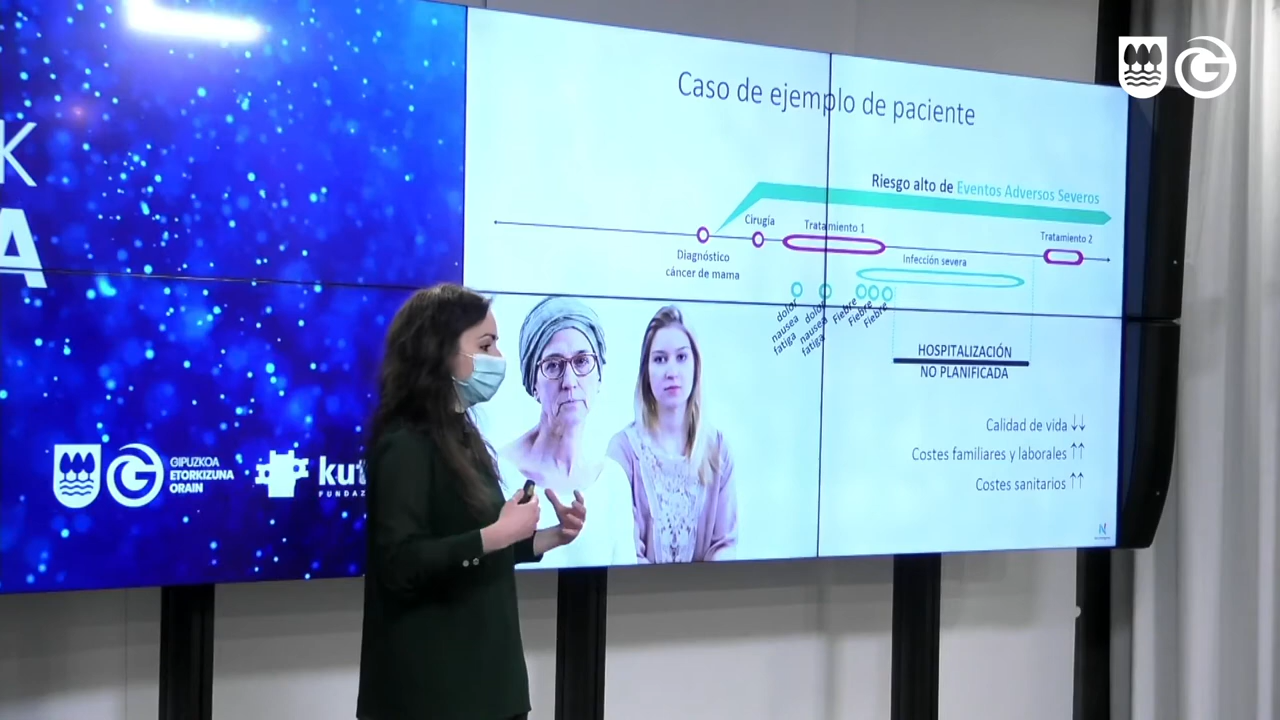 K
A
GIPUZKOA
ETORKIZUNA
ORAIN
Caso de ejemplo de paciente
Riesgo alto de Eventos Adversos Severos
Cirugía
Tratamiento 1
Tratamiento 2
Diagnóstico
cáncer de mama
Infección severa
dolor
nausea
fatiga
dolor
nausea
fatiga
Fiebre
Fiebre
Fiebre
HOSPITALIZACIÓN
NO PLANIFICADA
Calidad de vida ↓↓
Costes familiares y laborales ↑↑
Costes sanitarios ↑↑